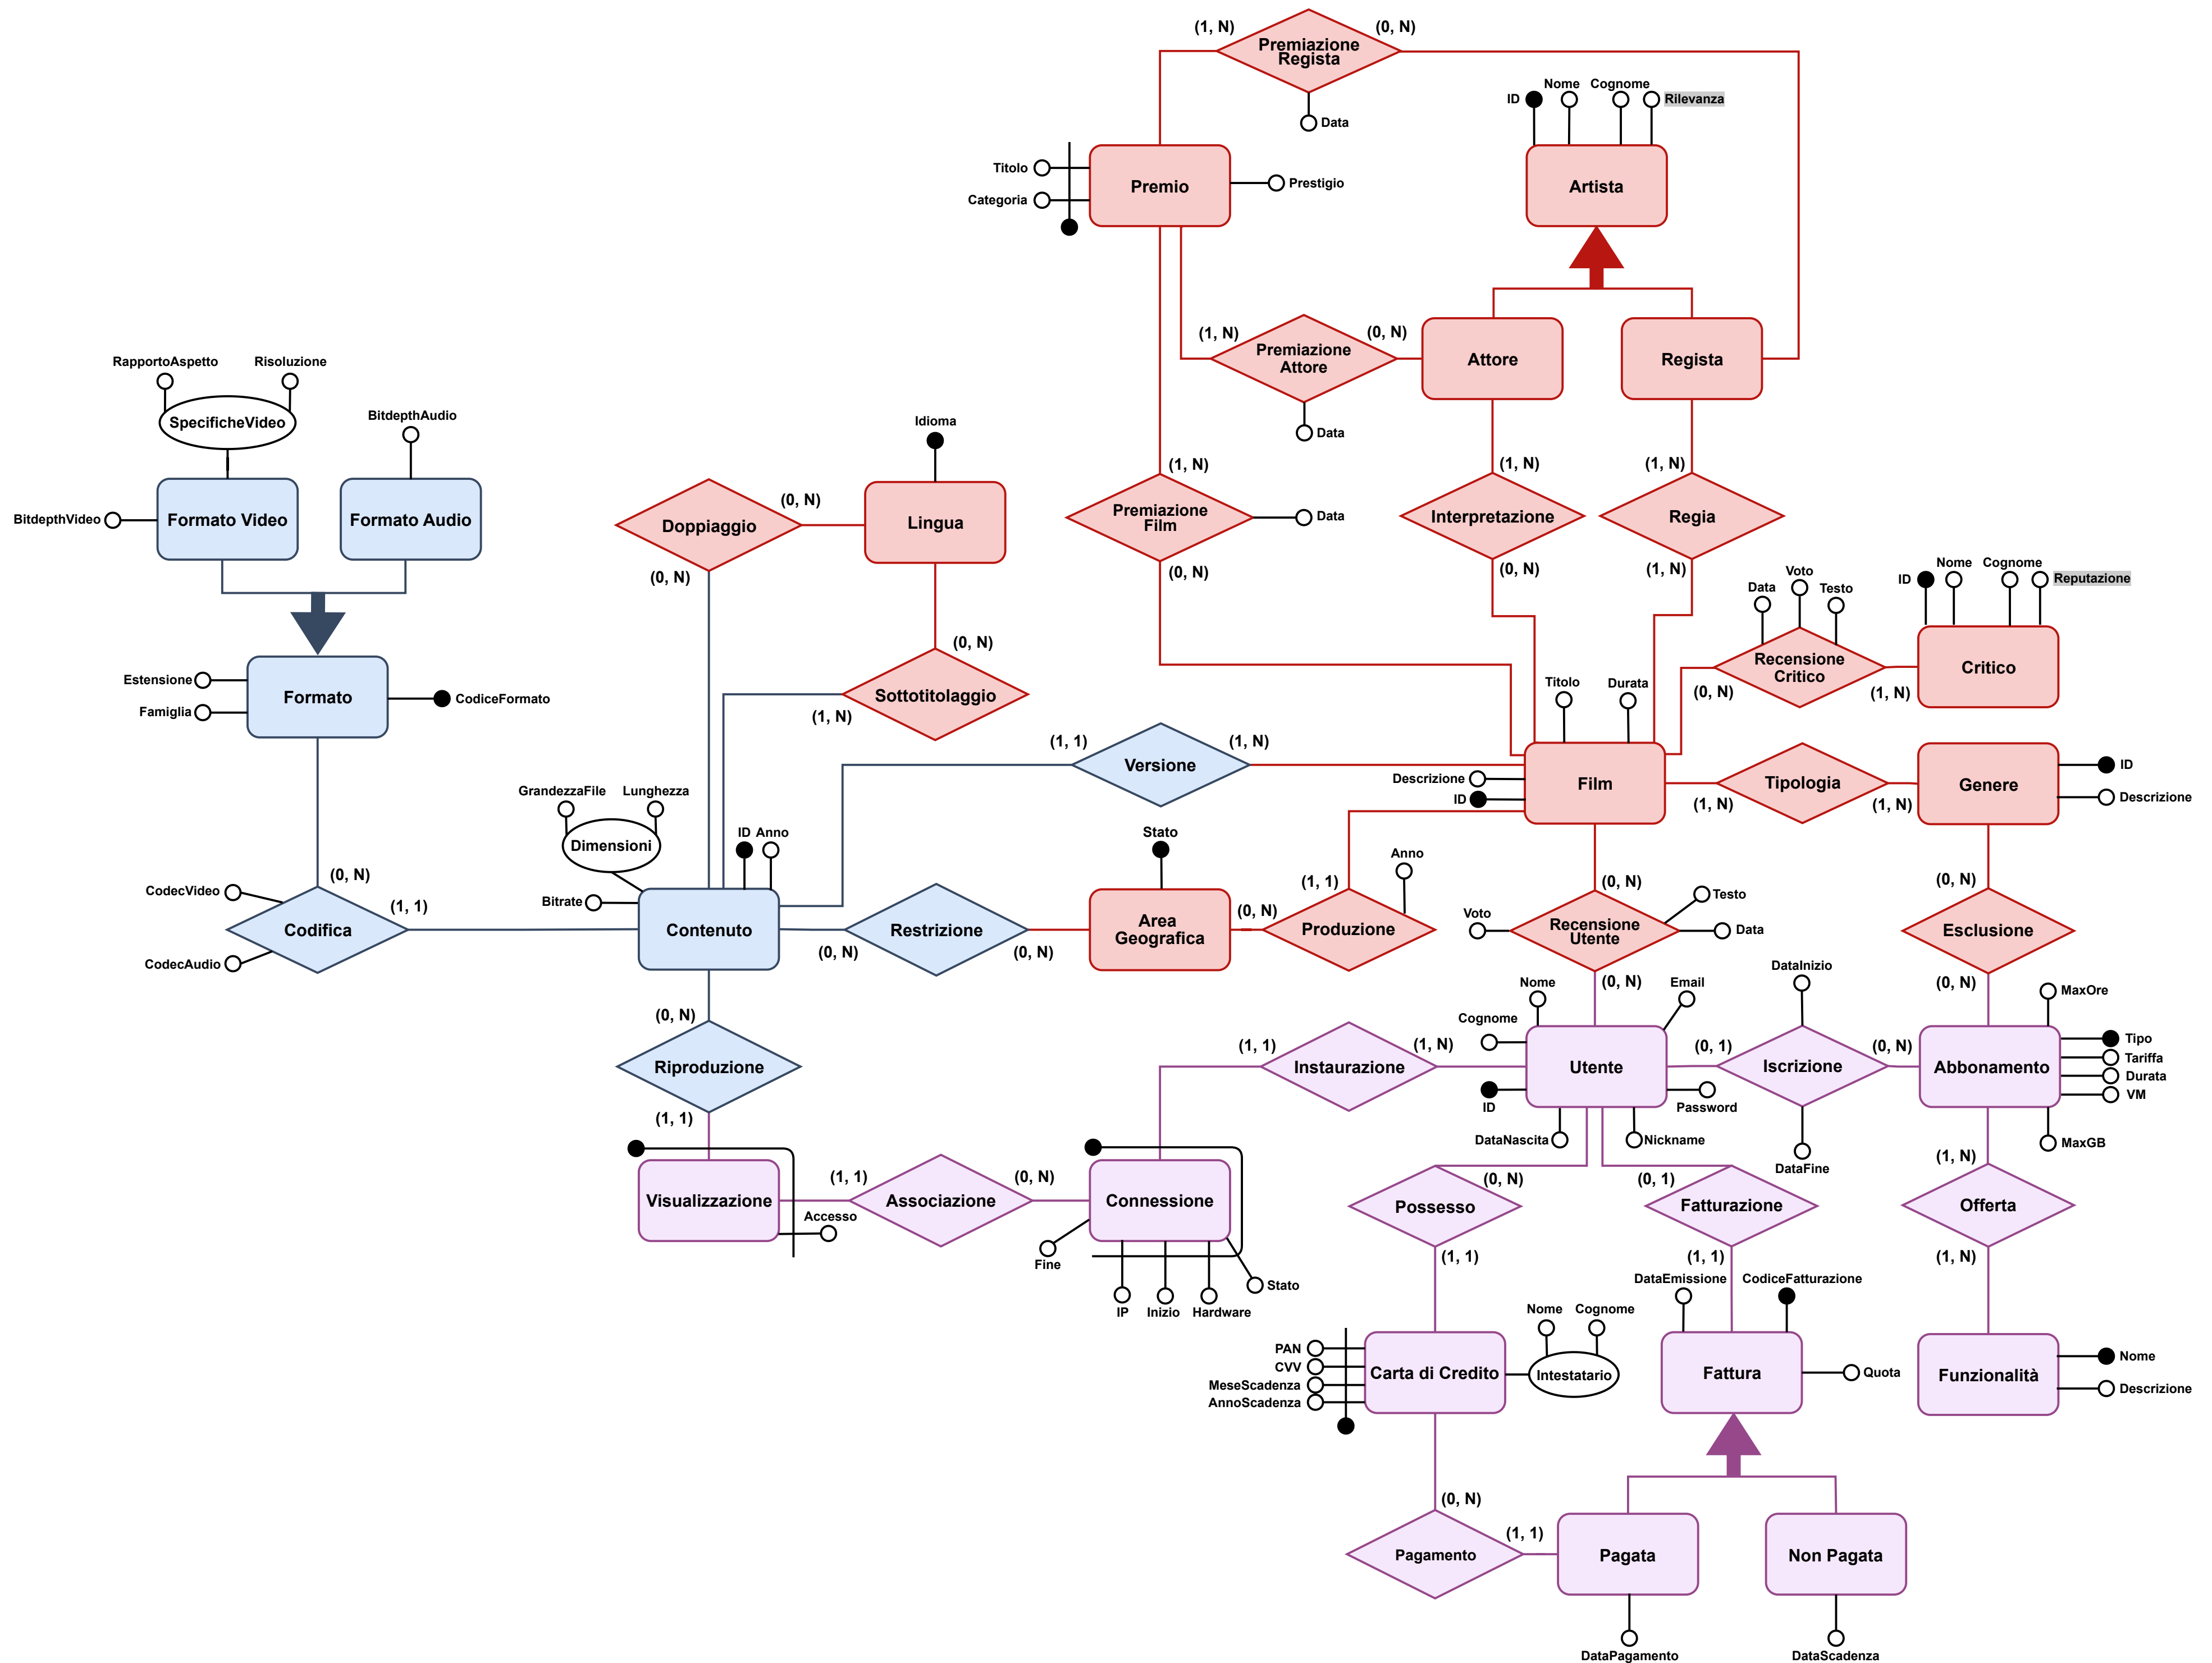 (1, N)
(0, N)
Premiazione
Regista
Data
Titolo
Categoria
Premio
Prestigio
ID
Nome
Cognome
Rilevanza
Artista
(1, N)
(0, N)
Premiazione
Attore
Data
Attore
Regista
RapportoAspetto
Risoluzione
SpecificheVideo
BitdepthAudio
BitdepthVideo
Formato Video
Formato Audio
Idioma
Doppiaggio
(0, N)
Lingua
(0, N)
(1, N)
Premiazione
Film
Data
(0, N)
(1, N)
Interpretazione
(0, N)
(1, N)
Regia
(1, N)
Data
Voto
Testo
Recensione
Critico
(0, N)
(1, N)
ID
Nome
Cognome
Reputazione
Critico
Estensione
Famiglia
Formato
CodiceFormato
(0, N)
Sottotitolaggio
(1, N)
(1, 1)
Versione
(1, N)
Titolo
Durata
Descrizione
ID
Film
Tipologia
(1, N)
(1, N)
Genere
ID
Descrizione
GrandezzaFile
Lunghezza
Dimensioni
ID
Anno
Bitrate
Contenuto
CodecVideo
CodecAudio
(0, N)
Codifica
(1, 1)
Restrizione
(0, N)
(0, N)
Stato
Area
Geografica
(0, N)
(1, 1)
Anno
Produzione
(0, N)
Voto
Recensione
Utente
Testo
Data
(0, N)
(0, N)
Esclusione
(0, N)
(0, N)
Riproduzione
(1, 1)
(1, 1)
Instaurazione
(1, N)
Nome
Email
Cognome
Utente
ID
DataNascita
Nickname
Password
DataInizio
(0, 1)
Iscrizione
(0, N)
DataFine
Abbonamento
MaxOre
Tipo
Tariffa
Durata
VM
MaxGB
Visualizzazione
Accesso
(1, 1)
Associazione
(0, N)
Connessione
Fine
IP
Inizio
Hardware
Stato
(0, N)
Possesso
(1, 1)
(0, 1)
Fatturazione
(1, 1)
(1, N)
Offerta
(1, N)
PAN
CVV
MeseScadenza
AnnoScadenza
Carta di Credito
Nome
Cognome
Intestatario
DataEmissione
CodiceFatturazione
Fattura
Quota
Funzionalità
Nome
Descrizione
(0, N)
Pagamento
(1, 1)
Pagata
Non Pagata
DataPagamento
DataScadenza